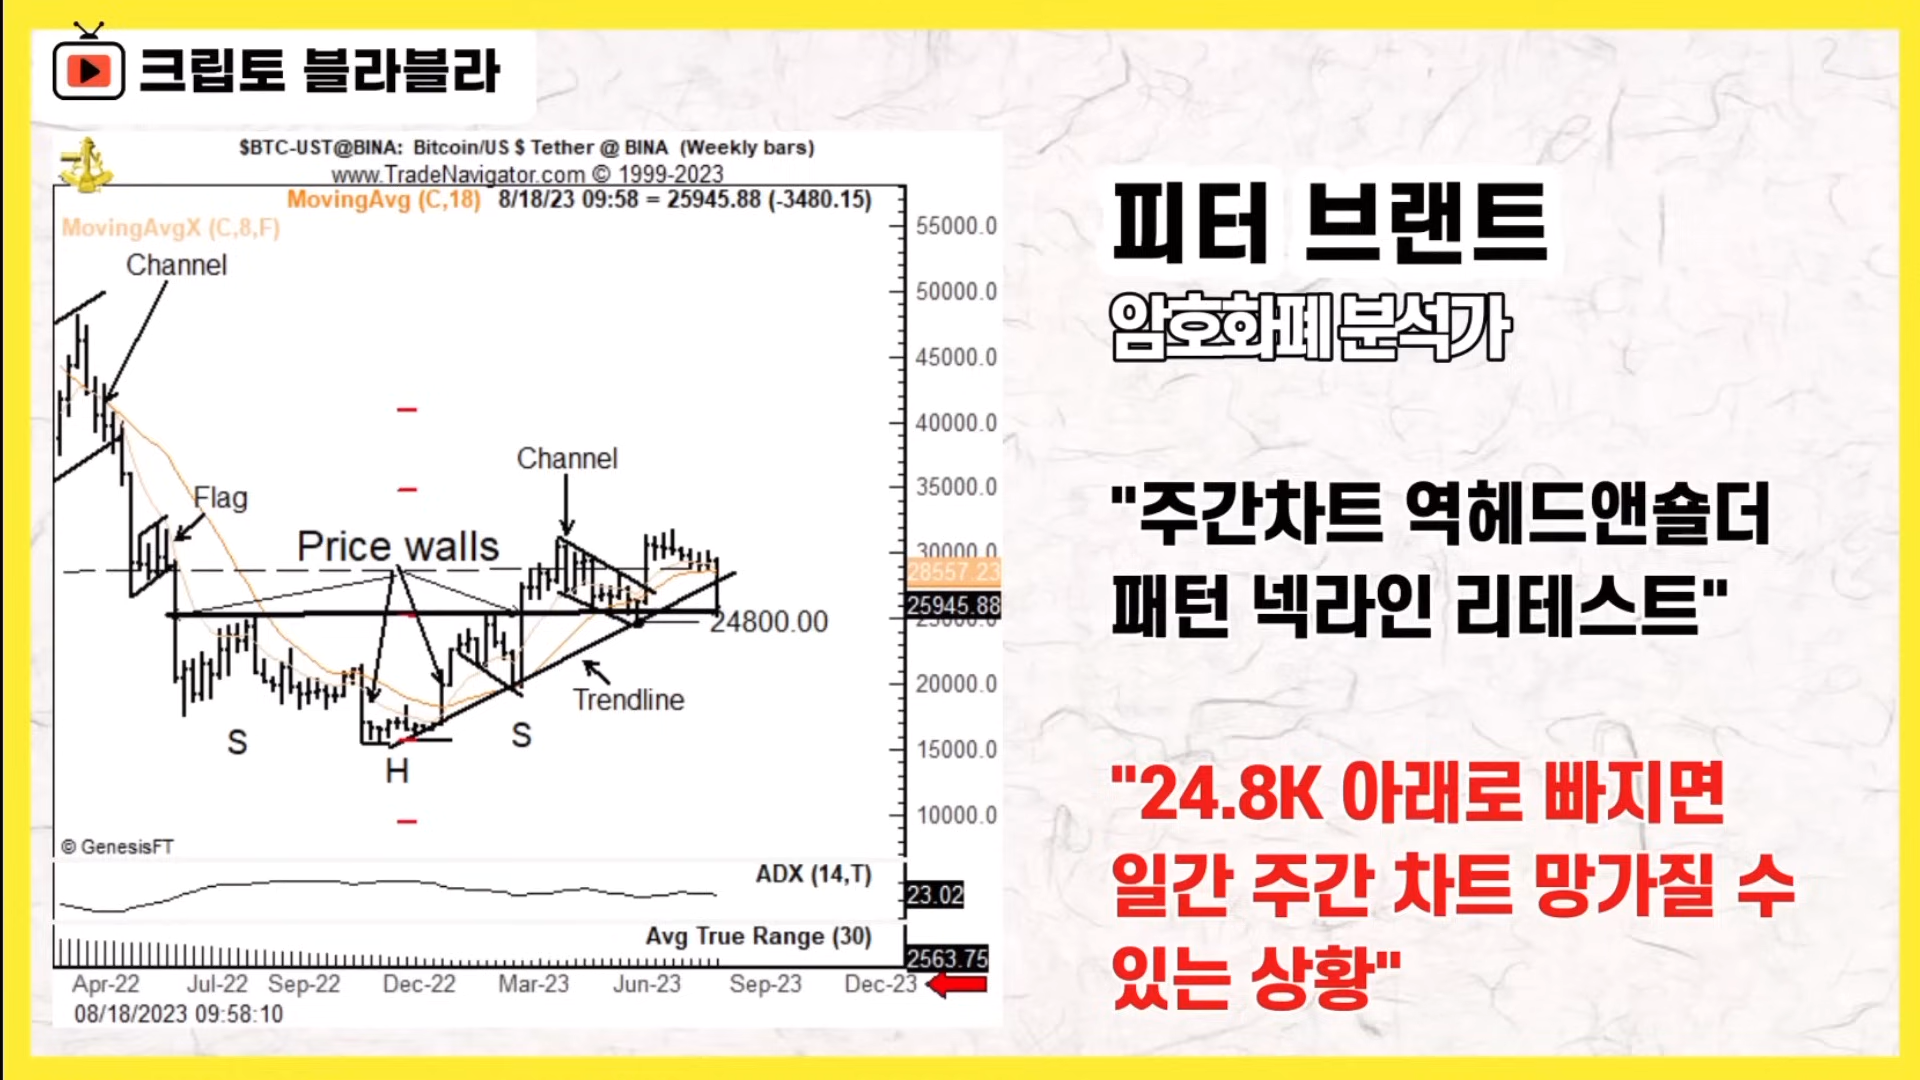 크립토 블라블라
$BTC-UST@BINA: Bitcoin/US $ Tether @ BINA (Weekly bars)
www.TradeNavigator.com © 1999-2023
MovingAvg (C,18) 8/18/23 09:58 = 25945.88 (-3480.15)
MovingAvgX (C,8,F)
Channel
Flag
Price walls
Channel
24800.00
Trendline
S
H
S
55000.0
50000.0
45000.0
40000.0
35000.0
30000.0
28557.23
25945.88
25000.0
20000.0
15000.0
10000.0
© GenesisFT
ADX (14,T)
23.02
Avg True Range (30)
2563.75
Apr-22 Jul-22 Sep-22 Dec-22 Mar-23 Jun-23 Sep-23 Dec-23
08/18/2023 09:58:10
피터 브랜트
암호화폐 분석가
"주간차트 역헤드앤숄더
패턴 넥라인 리테스트"
"24.8K 아래로 빠지면
일간 주간 차트 망가질 수
있는 상황"